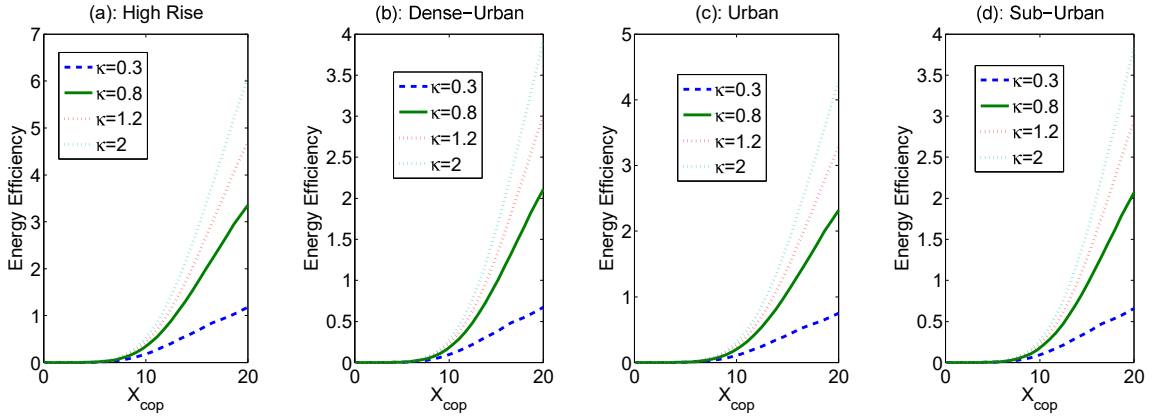 (a): High Rise
7
6
5
4
3
2
1
0
0
10
20
Energy Efficiency
X_cop
κ=0.3
κ=0.8
κ=1.2
κ=2
(b): Dense−Urban
4
3.5
3
2.5
2
1.5
1
0.5
0
0
10
20
Energy Efficiency
X_cop
κ=0.3
κ=0.8
κ=1.2
κ=2
(c): Urban
5
4
3
2
1
0
0
10
20
Energy Efficiency
X_cop
κ=0.3
κ=0.8
κ=1.2
κ=2
(d): Sub−Urban
4
3.5
3
2.5
2
1.5
1
0.5
0
0
10
20
Energy Efficiency
X_cop
κ=0.3
κ=0.8
κ=1.2
κ=2